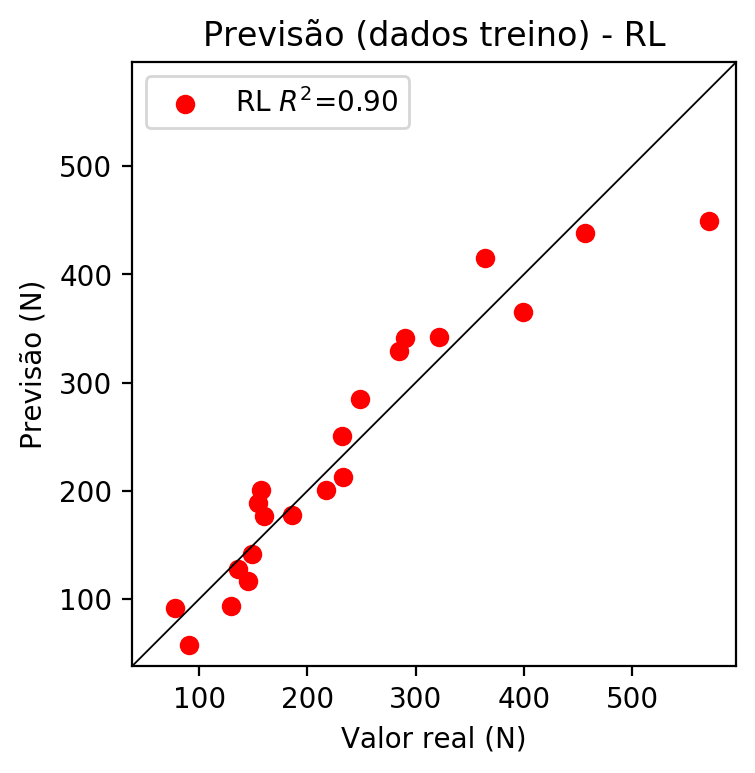 Previsão (dados treino) - RL
RL R²=0.90
Previsão (N)
500
400
300
200
100
100 200 300 400 500
Valor real (N)